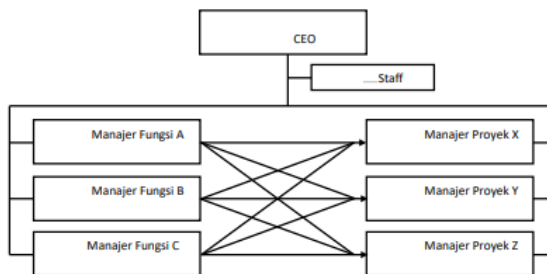 CEO
Staff
Manajer Fungsi A
Manajer Proyek X
Manajer Fungsi B
Manajer Proyek Y
Manajer Fungsi C
Manajer Proyek Z